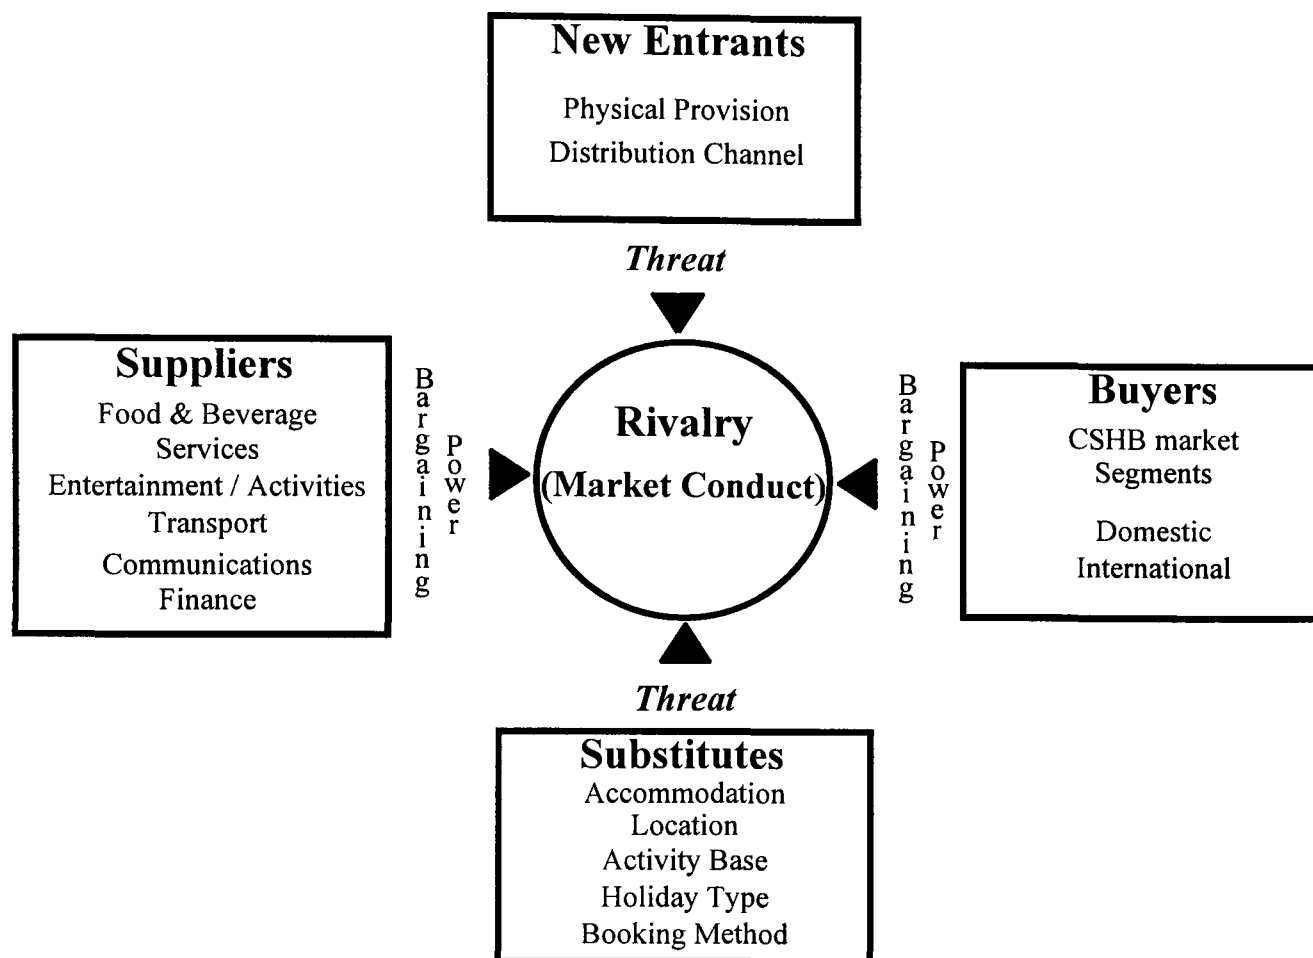 New Entrants
Physical Provision
Distribution Channel
Threat
Suppliers
Food & Beverage
Services
Entertainment / Activities
Transport
Communications
Finance
Bargaining
Power
Rivalry
(Market Conduct)
Bargaining
Power
Buyers
CSHB market
Segments
Domestic
International
Threat
Substitutes
Accommodation
Location
Activity Base
Holiday Type
Booking Method